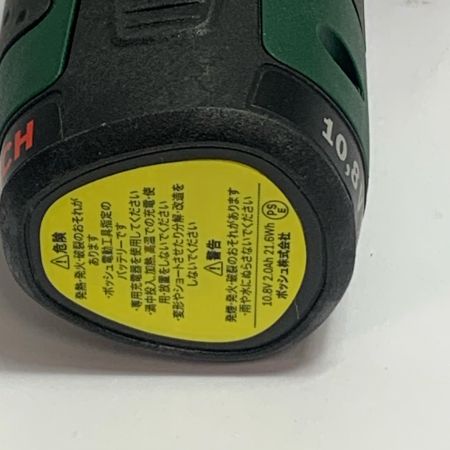 ⚠危険
発熱・発火・破裂のおそれが
あります
・ボッシュ電動工具指定の
バッテリーです
・専用充電器を使用してください
・満中投入、加熱、高温での充電・使
用・放置をしないでください
・変形やショートさせたり分解・改造を
しないでください
⚠警告
発煙・発火・破裂のおそれがあります
・雨や水にぬらさないでください
10.8V 2.0Ah 21.6Wh
PS
E
ボッシュ株式会社
CH
10,8